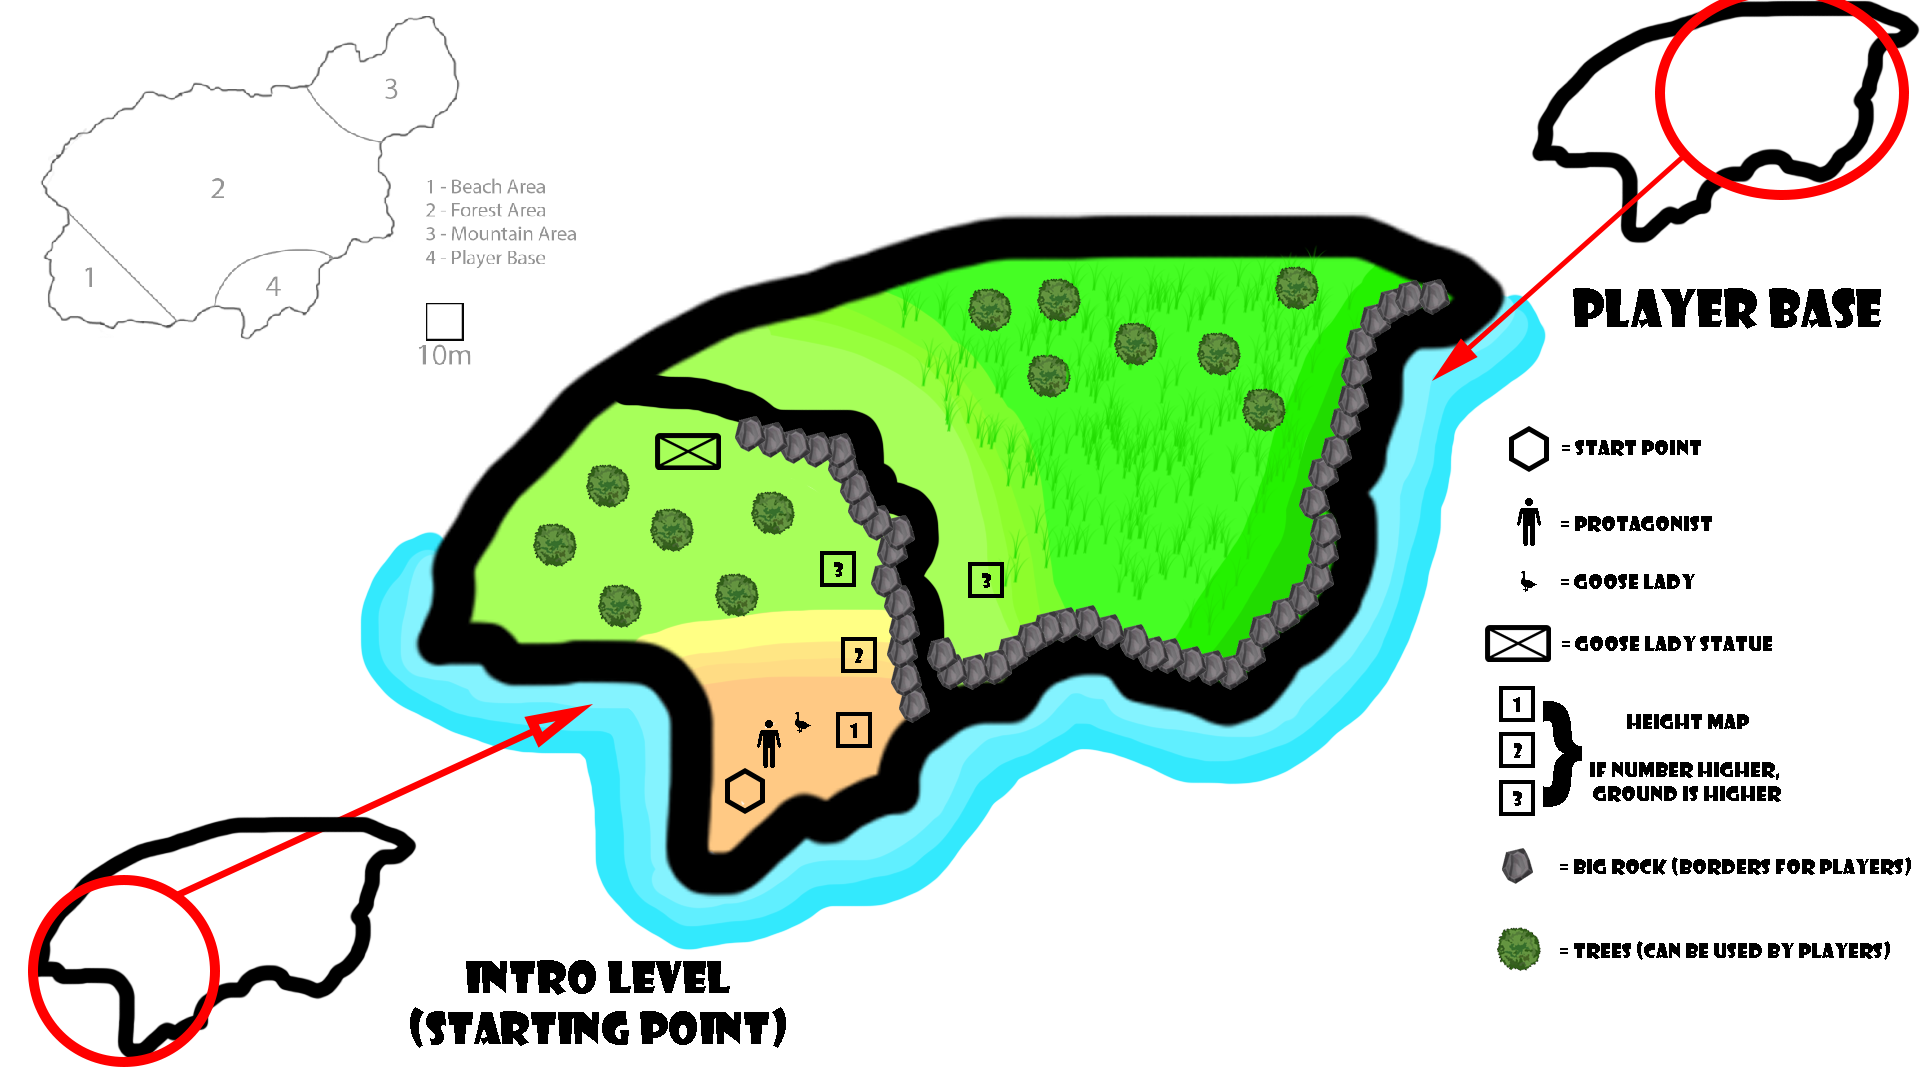 3
2
1
4
1 - Beach Area
2 - Forest Area
3 - Mountain Area
4 - Player Base
10m
PLAYER BASE
3
3
2
1
= START POINT
= PROTAGONIST
= GOOSE LADY
= GOOSE LADY STATUE
1
2
3
HEIGHT MAP
IF NUMBER HIGHER,
GROUND IS HIGHER
= BIG ROCK (BORDERS FOR PLAYERS)
= TREES (CAN BE USED BY PLAYERS)
INTRO LEVEL
(STARTING POINT)